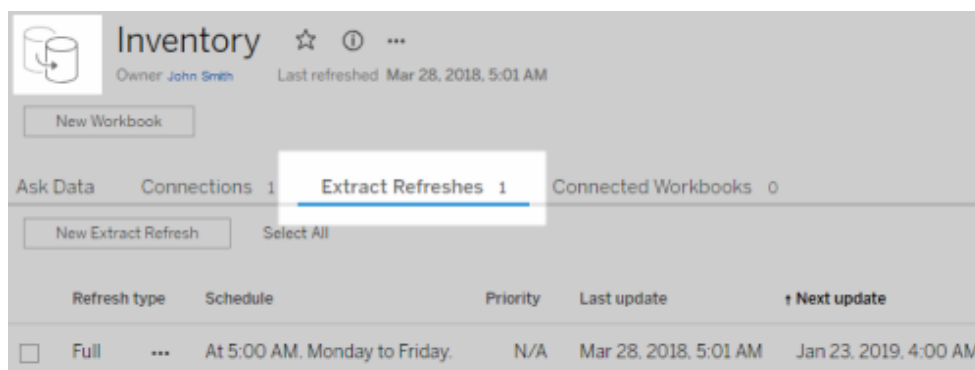 Inventory
Owner John Smith Last refreshed Mar 28, 2018, 5:01 AM
New Workbook
Ask Data Connections 1 Extract Refreshes 1 Connected Workbooks 0
New Extract Refresh Select All
Refresh type Schedule Priority Last update ↑ Next update
Full ••• At 5:00 AM. Monday to Friday. N/A Mar 28, 2018, 5:01 AM Jan 23, 2019, 4:00 AM